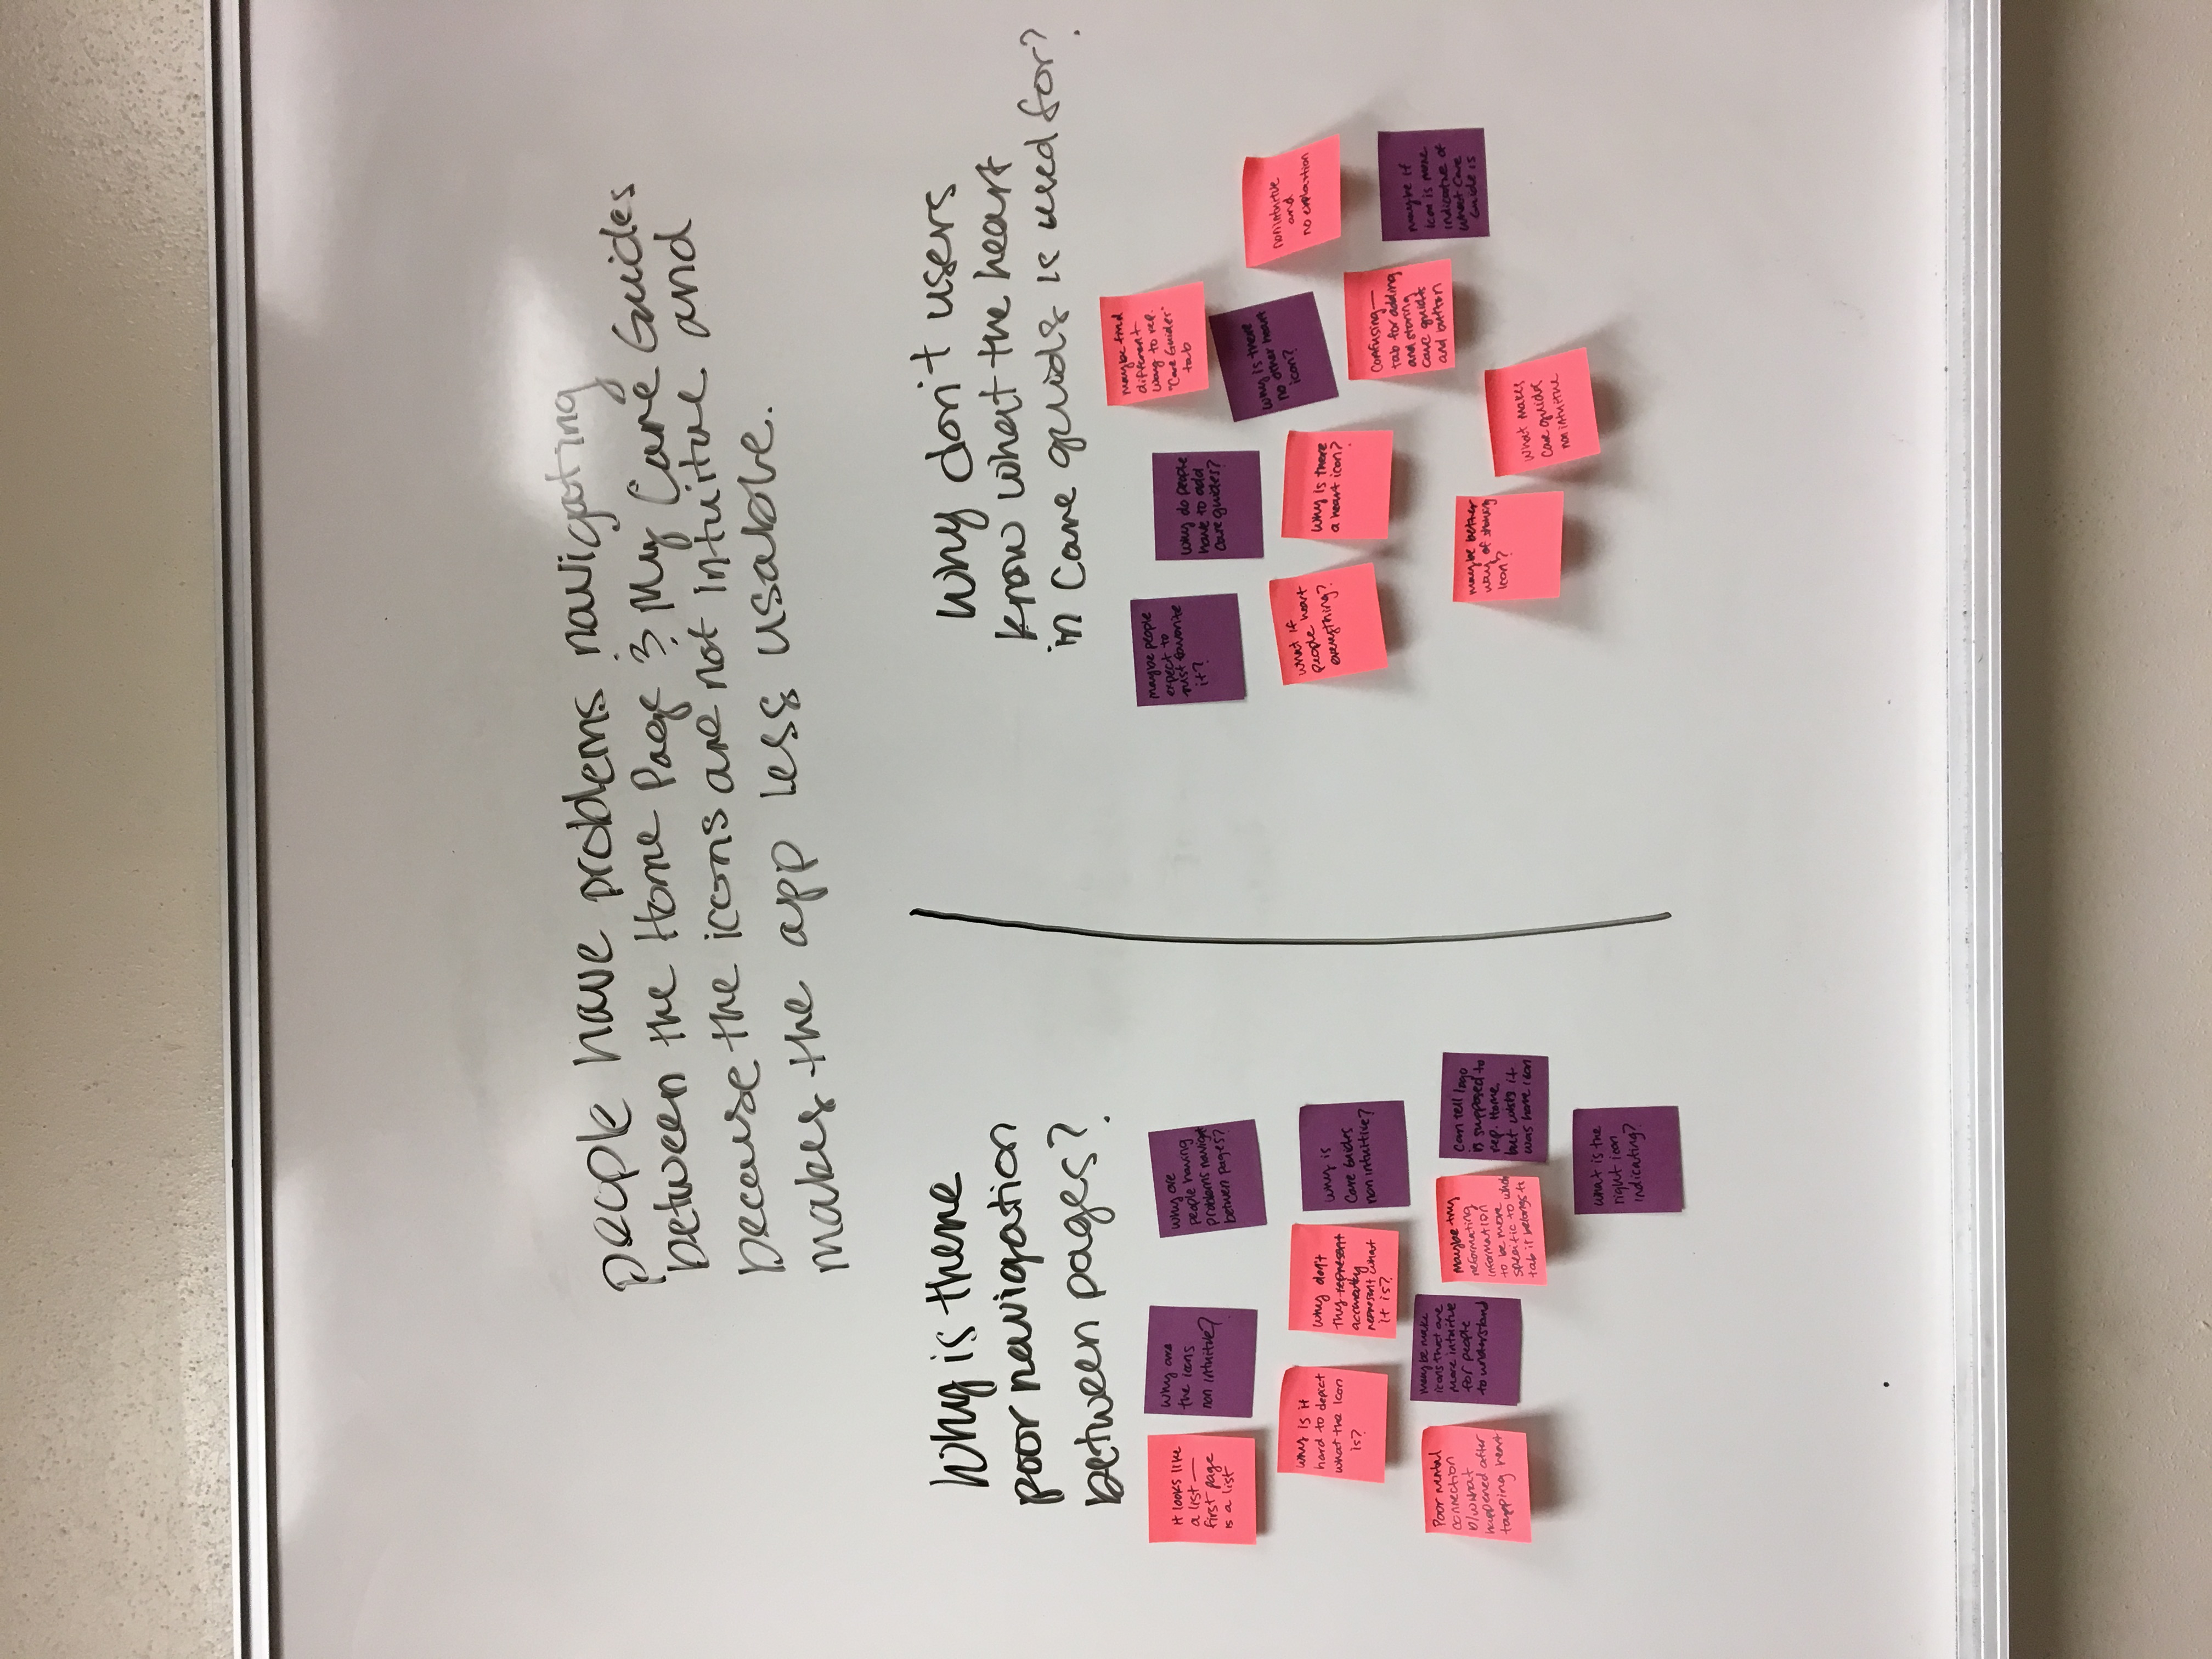 people have problems navigating
between the Home Page & My Care Guides
because the icons are not intuitve and
makes the app less usable.
Why is there
poor navigation
between pages?
It looks like
a list —
first page
is a list
Why are
the icons
non intuitve?
Why are
people having
problems navigat
between pages?
Why is it
hard to depict
what the Icon
is?
Why don't
they represent
accurately
represent what
it is?
Why is
Care Guides
non intuitive?
Poor mental
connection
b/w what
happened after
tapping heart
Maybe make
icons that are
more intuitve
for people
to understand
Maybe try
reformating
information
to be more
specific to which
tab it belongs to
Can tell logo
is supposed to
rep. Home
but wishes it
was home icon
What is the
right icon
indicating?
Why don't users
know what the heart
in Care guids is used for?
Maybe people
expect to
just favorite
it?
Why do people
have to add
Care guides?
maybe find
different
way to rep.
"Care Guides"
tab
Why is there
no other heart
icon?
nonintuitve
and
no explantion
What if
people heart
everything?
Why is there
a heart icon?
Confusing —
tab for adding
and storing
care guids
and button
maybe if
icon is more
indicative of
what Care
Guide is
maybe better
way of
icon?
What makes
Care guides
non intuitve